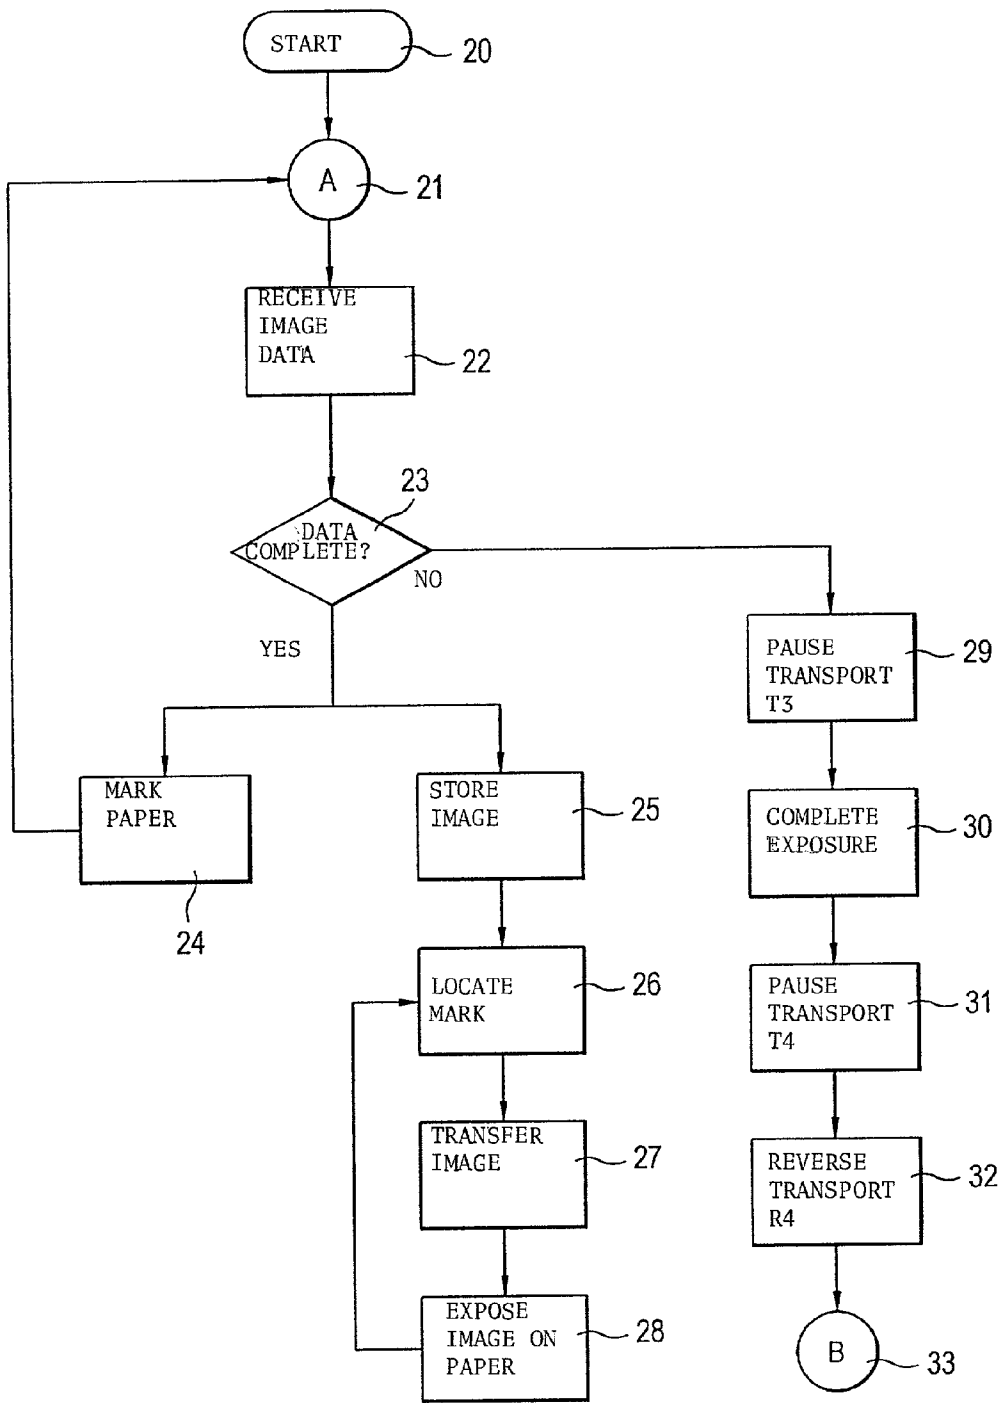 START
20
A
21
RECEIVE
IMAGE
DATA
22
23
DATA
COMPLETE?
NO
YES
MARK
PAPER
24
STORE
IMAGE
25
LOCATE
MARK
26
TRANSFER
IMAGE
27
EXPOSE
IMAGE ON
PAPER
28
PAUSE
TRANSPORT
T3
29
COMPLETE
EXPOSURE
30
PAUSE
TRANSPORT
T4
31
REVERSE
TRANSPORT
R4
32
B
33